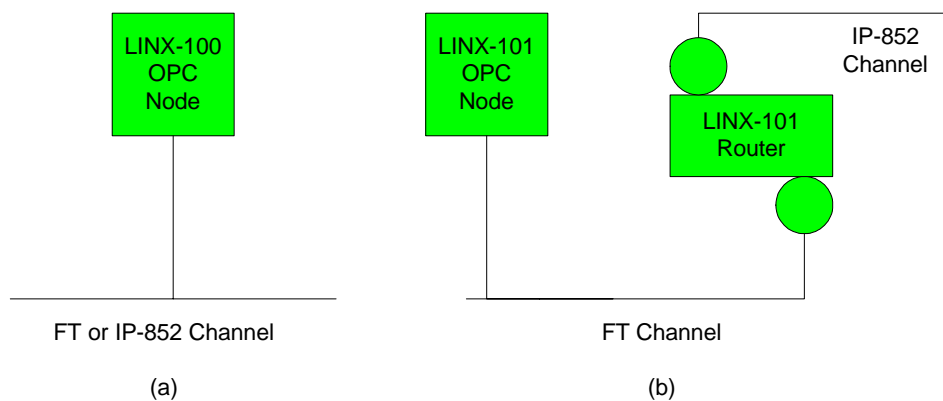 LINX-100
OPC
Node
FT or IP-852 Channel
(a)
LINX-101
OPC
Node
LINX-101
Router
IP-852
Channel
FT Channel
(b)